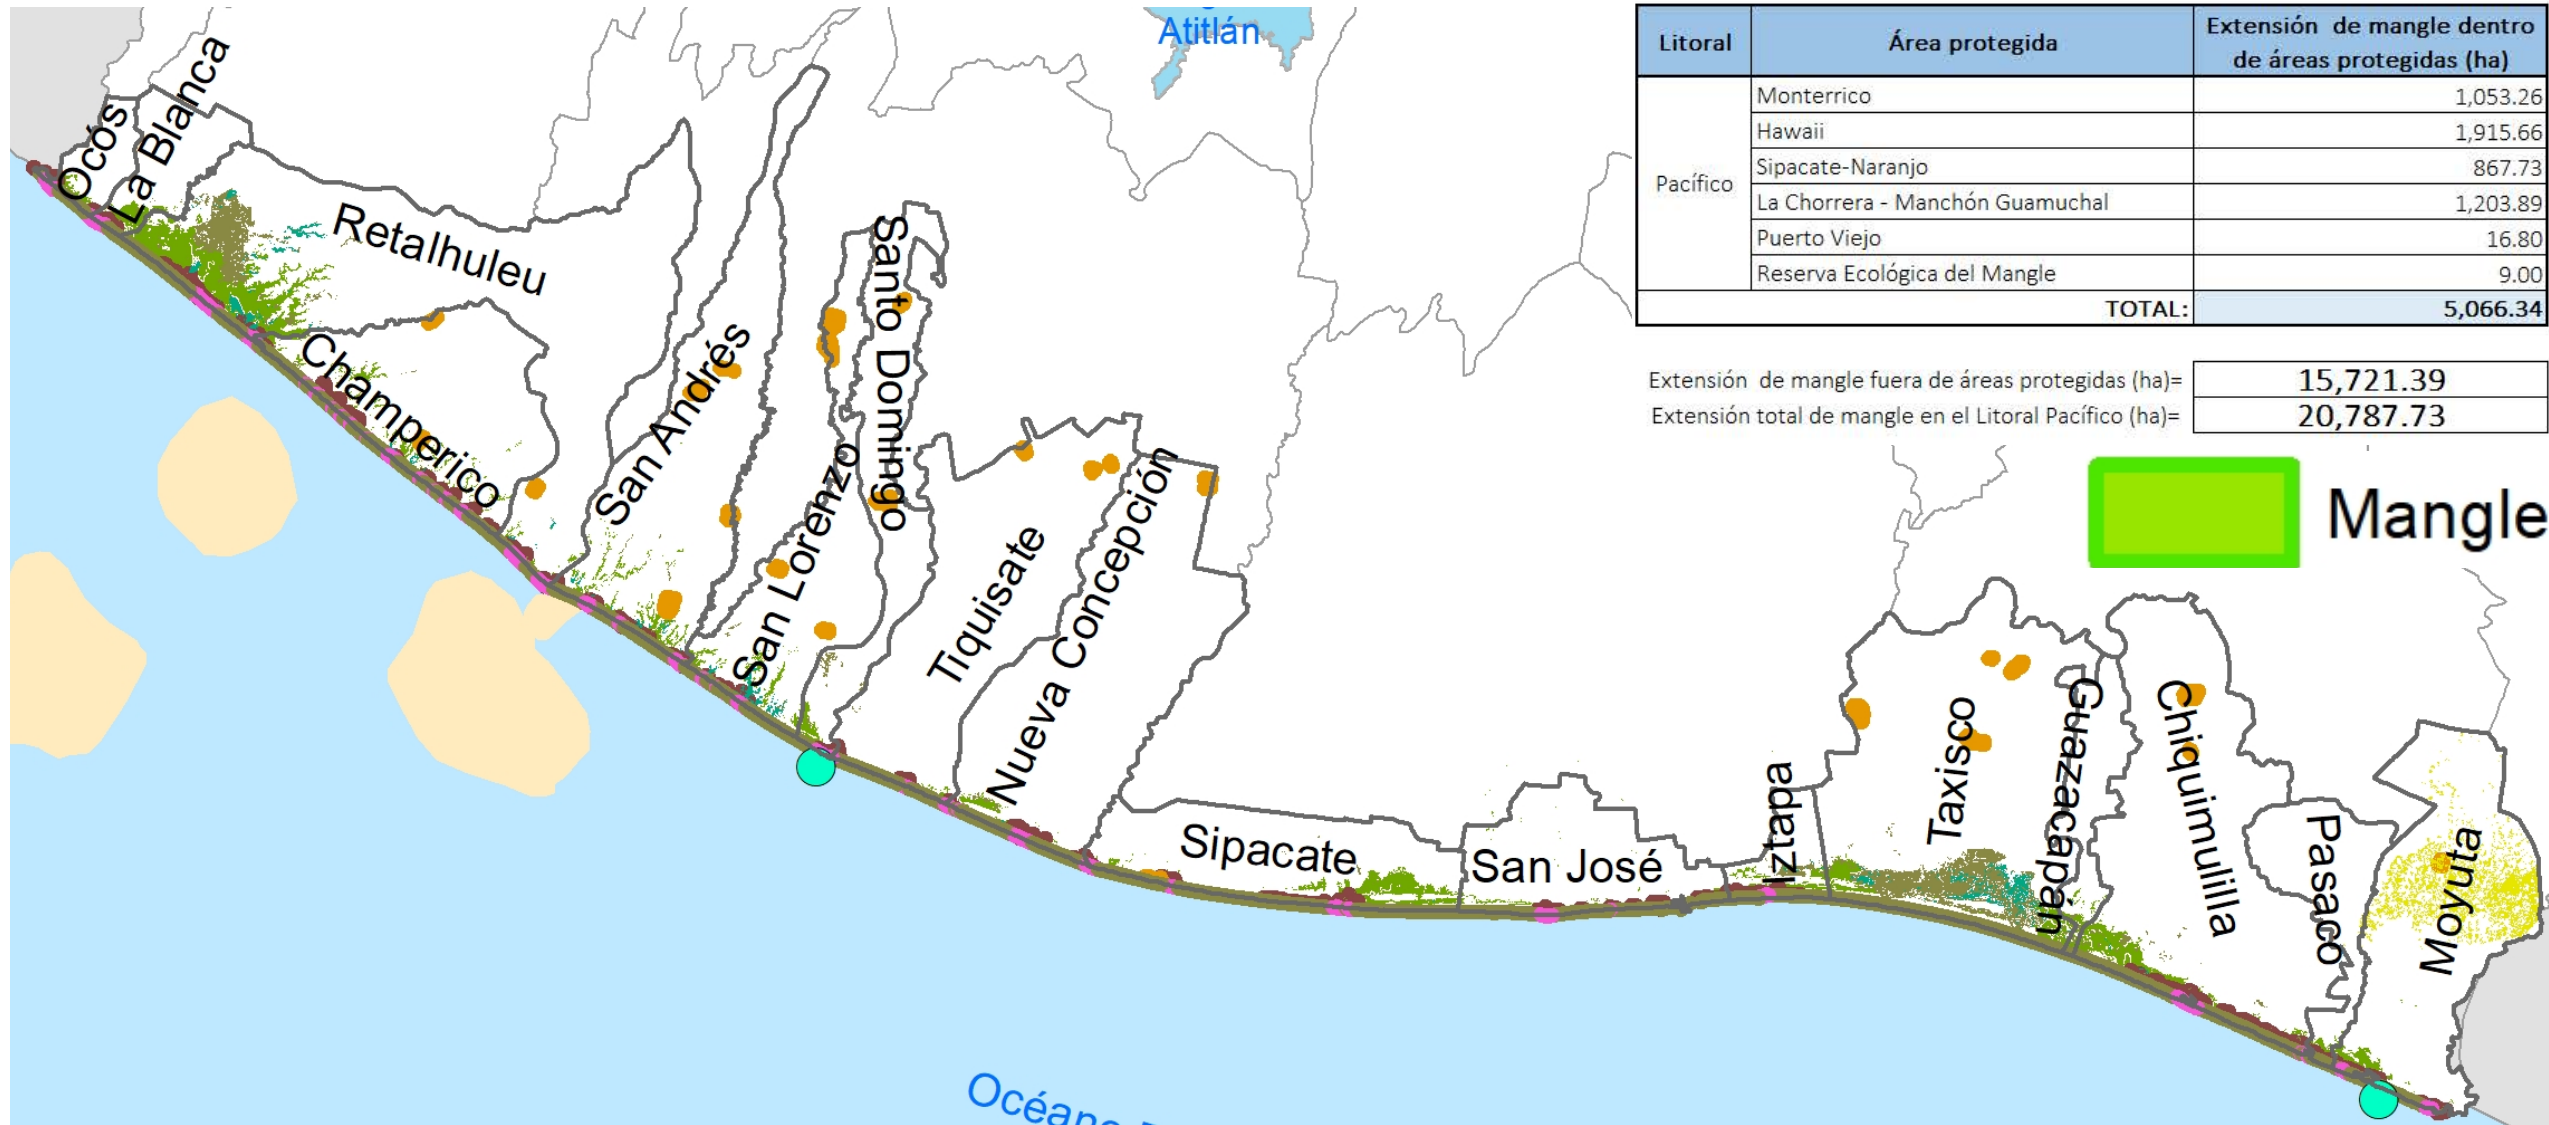 Atitlán
Ocós
La Blanca
Retalhuleu
Champerico
San Andrés
San Lorenzo
Santo Domingo
Tiquisate
Nueva Concepción
Sipacate
San José
Iztapa
Taxisco
Guazacapán
Chiquimulilla
Pasaco
Moyuta
Océano
Litoral Área protegida Extensión de mangle dentro
de áreas protegidas (ha)
Pacífico
Monterrico 1,053.26
Hawaii 1,915.66
Sipacate-Naranjo 867.73
La Chorrera - Manchón Guamuchal 1,203.89
Puerto Viejo 16.80
Reserva Ecológica del Mangle 9.00
TOTAL: 5,066.34
Extensión de mangle fuera de áreas protegidas (ha)= 15,721.39
Extensión total de mangle en el Litoral Pacífico (ha)= 20,787.73
Mangle